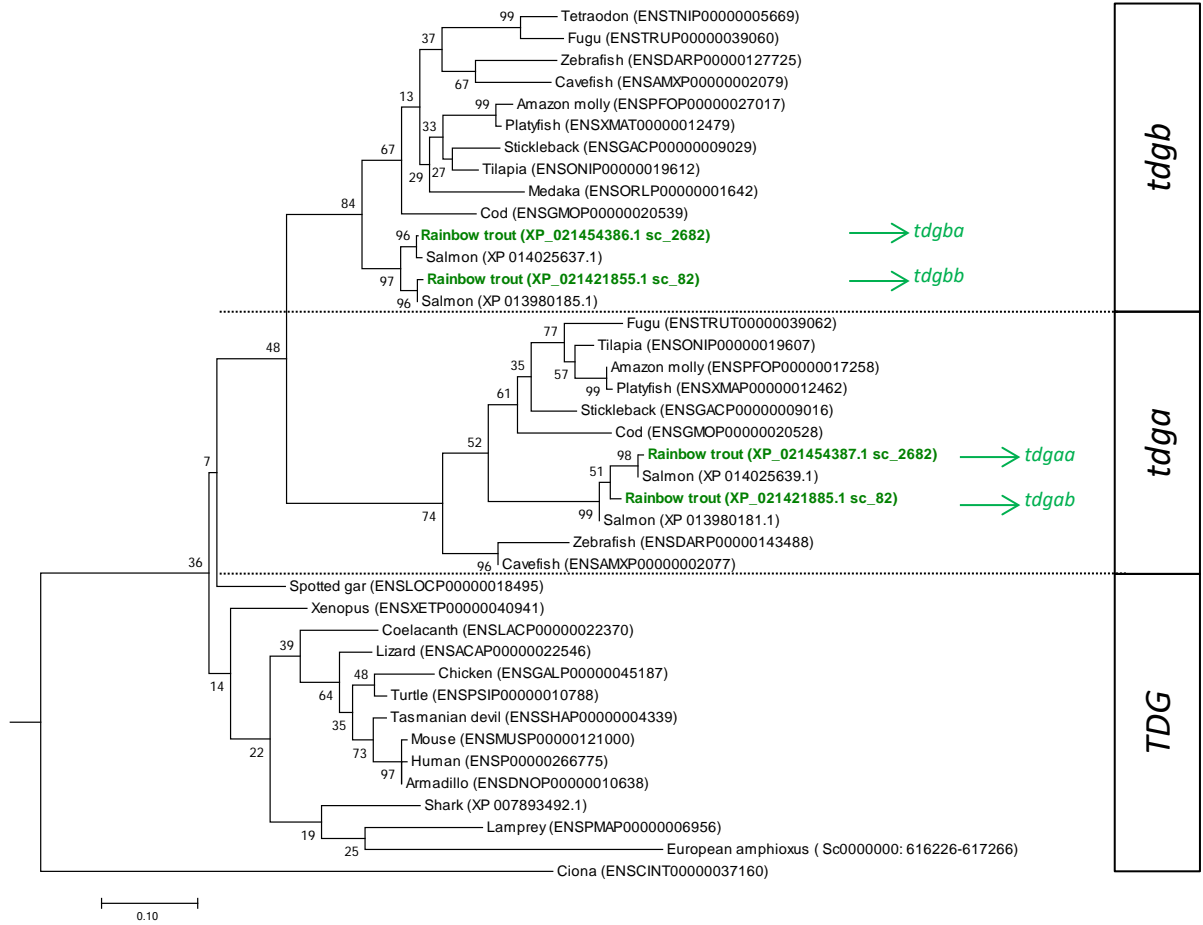 99
Tetraodon (ENSTNIP00000005669)
37
Fugu (ENSTRUP00000039060)
Zebrafish (ENSDARP00000127725)
67
Cavefish (ENSAMXP00000002079)
13
99
Amazon molly (ENSPFOP00000027017)
33
Platyfish (ENSXMAT00000012479)
Stickleback (ENSGACP00000009029)
67
29
27
Tilapia (ENSONIP00000019612)
Medaka (ENSORLP00000001642)
84
Cod (ENSGMOP00000020539)
96
Rainbow trout (XP_021454386.1 sc_2682)
tdgba
Salmon (XP 014025637.1)
97
Rainbow trout (XP_021421855.1 sc_82)
tdgbb
96
Salmon (XP 013980185.1)
tdgb
48
77
Fugu (ENSTRUT00000039062)
Tilapia (ENSONIP00000019607)
35
57
Amazon molly (ENSPFOP00000017258)
99
Platyfish (ENSXMAP00000012462)
61
Stickleback (ENSGACP00000009016)
52
Cod (ENSGMOP00000020528)
98
Rainbow trout (XP_021454387.1 sc_2682)
tdgaa
51
Salmon (XP 014025639.1)
Rainbow trout (XP_021421885.1 sc_82)
tdgab
74
99
Salmon (XP 013980181.1)
Zebrafish (ENSDARP00000143488)
96
Cavefish (ENSAMXP00000002077)
tdga
7
36
Spotted gar (ENSLOCP00000018495)
Xenopus (ENSXETP00000040941)
39
Coelacanth (ENSLACP00000022370)
Lizard (ENSACAP00000022546)
48
Chicken (ENSGALP00000045187)
14
64
Turtle (ENSPSIP00000010788)
35
Tasmanian devil (ENSSHAP00000004339)
22
73
Mouse (ENSMUSP00000121000)
Human (ENSP00000266775)
97
Armadillo (ENSDNOP00000010638)
Shark (XP 007893492.1)
19
Lamprey (ENSPMAP00000006956)
25
European amphioxus ( Sc0000000: 616226-617266)
Ciona (ENSCINT00000037160)
TDG
0.10